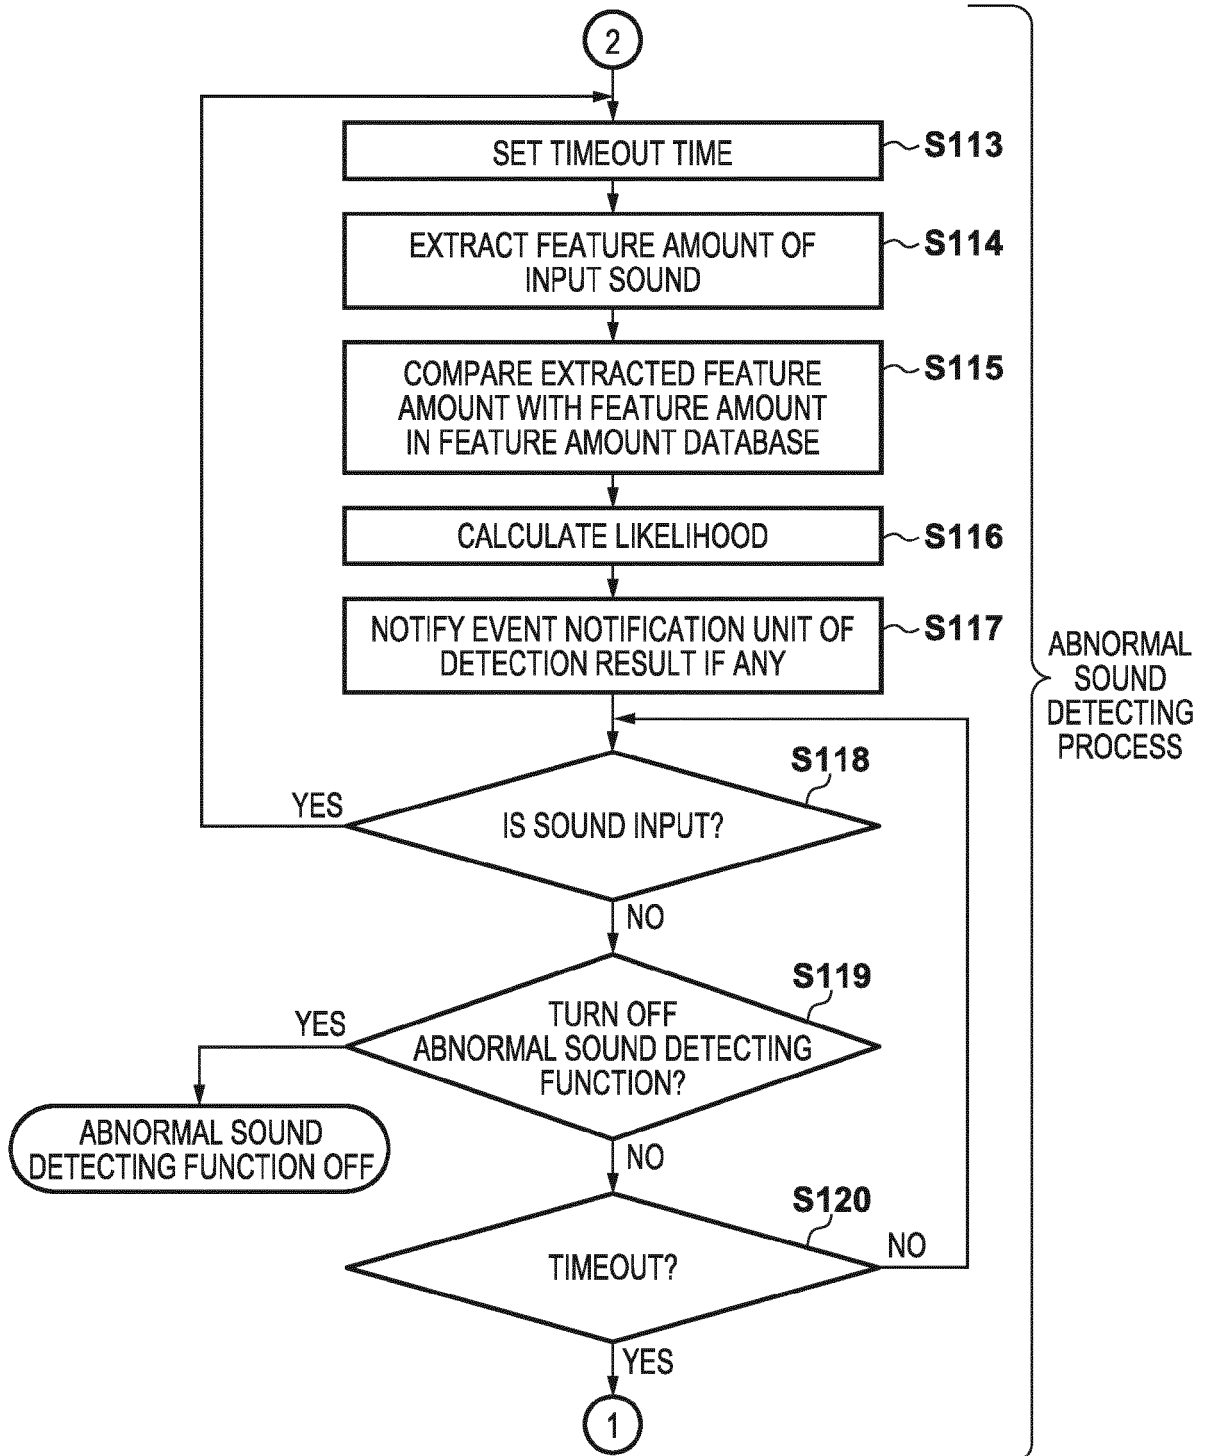 2
SET TIMEOUT TIME
S113
EXTRACT FEATURE AMOUNT OF
INPUT SOUND
S114
COMPARE EXTRACTED FEATURE
AMOUNT WITH FEATURE AMOUNT
IN FEATURE AMOUNT DATABASE
S115
CALCULATE LIKELIHOOD
S116
NOTIFY EVENT NOTIFICATION UNIT OF
DETECTION RESULT IF ANY
S117
ABNORMAL
SOUND
DETECTING
PROCESS
S118
YES
IS SOUND INPUT?
NO
S119
YES
TURN OFF
ABNORMAL SOUND DETECTING
FUNCTION?
ABNORMAL SOUND
DETECTING FUNCTION OFF
NO
S120
TIMEOUT?
NO
YES
1